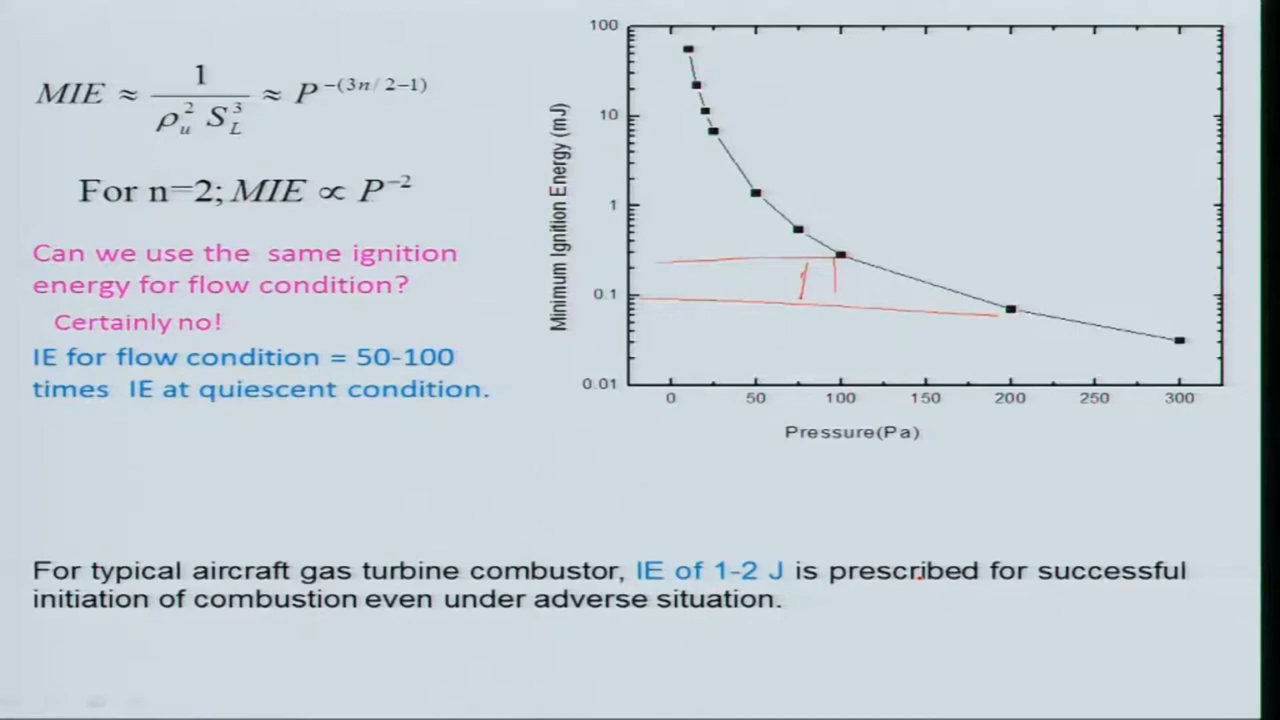 MIE ≈ 1 / ρ_u^2 S_L^3 ≈ P^-(3n/2-1)
For n=2; MIE ∝ P^-2
Can we use the same ignition
energy for flow condition?
Certainly no!
IE for flow condition = 50-100
times IE at quiescent condition.
Minimum Ignition Energy (mJ)
100
10
1
0.1
0.01
0 50 100 150 200 250 300
Pressure(Pa)
For typical aircraft gas turbine combustor, IE of 1-2 J is prescribed for successful
initiation of combustion even under adverse situation.